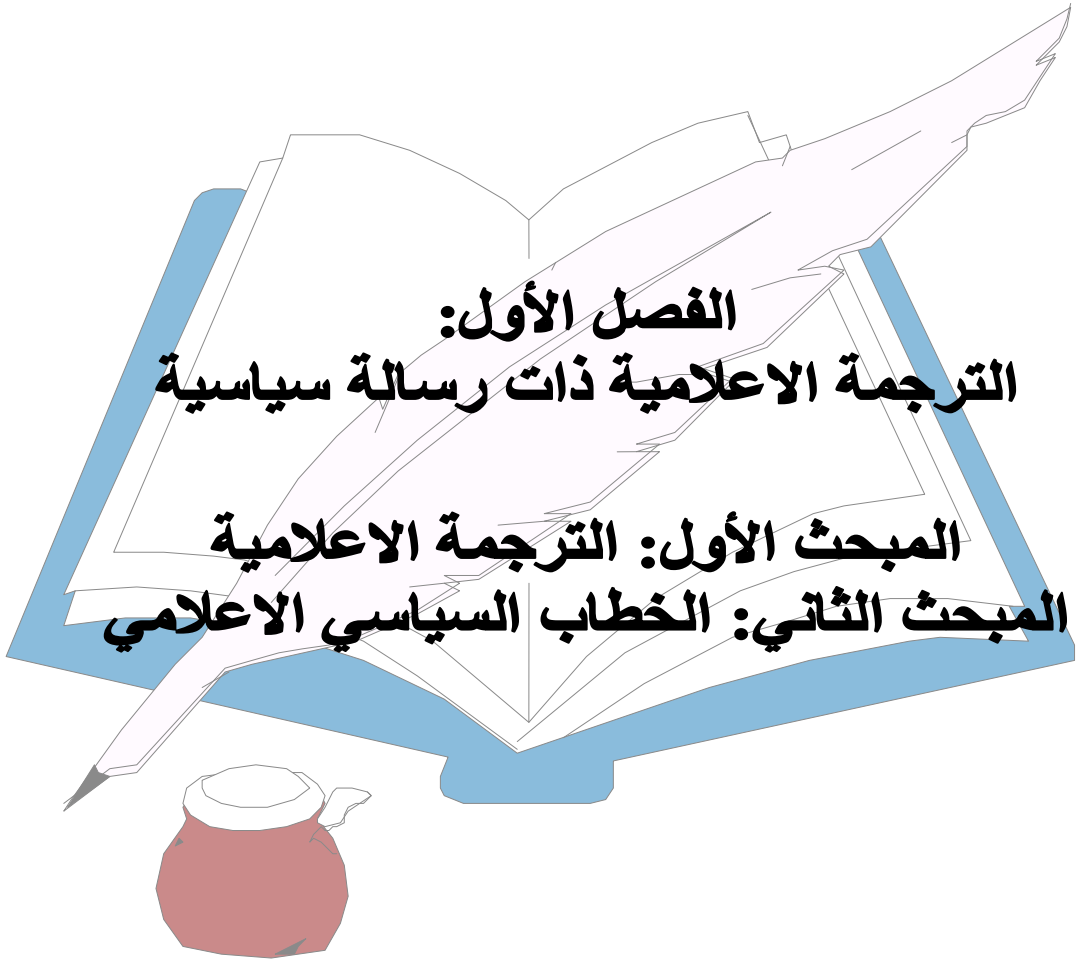 الفصل الأول:
الترجمة الاعلامية ذات رسالة سياسية
المبحث الأول: الترجمة الاعلامية
المبحث الثاني: الخطاب السياسي الاعلامي